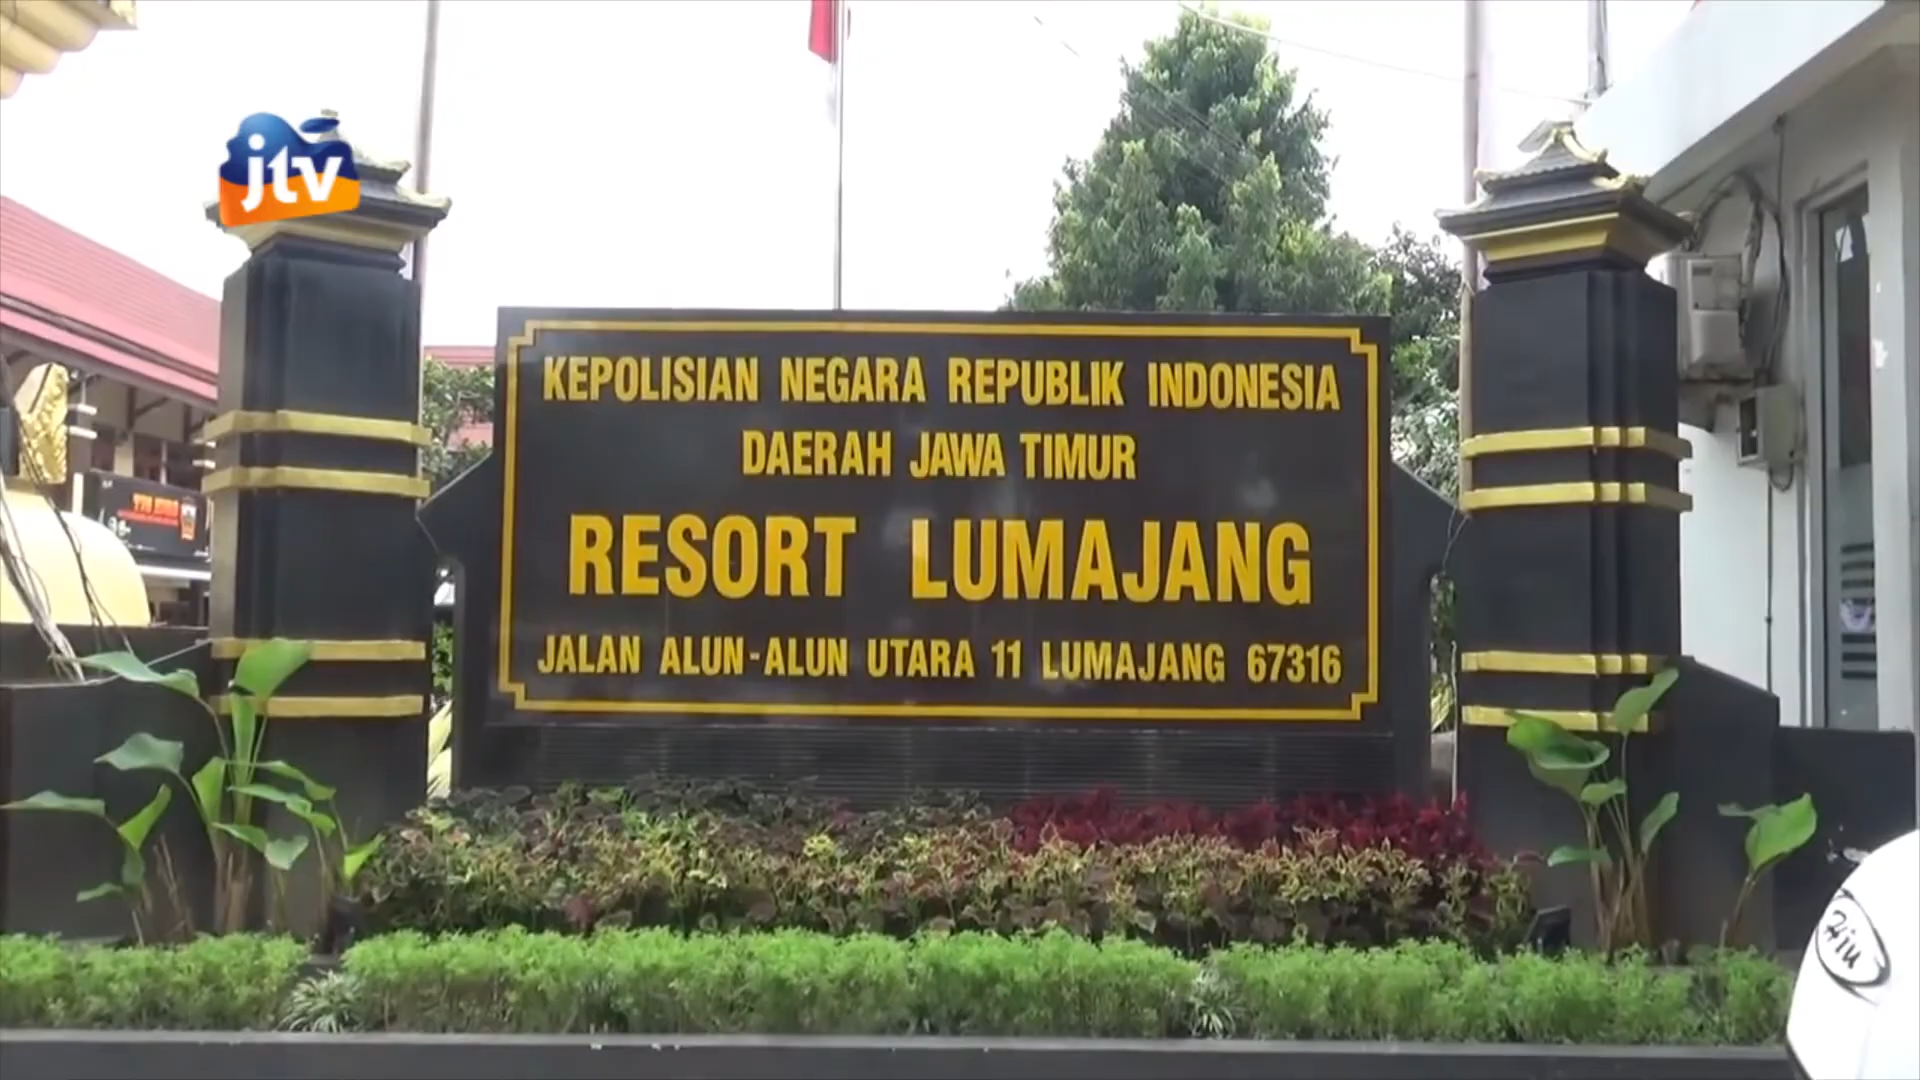 jtv
KEPOLISIAN NEGARA REPUBLIK INDONESIA
DAERAH JAWA TIMUR
RESORT LUMAJANG
JALAN ALUN-ALUN UTARA 11 LUMAJANG 67316